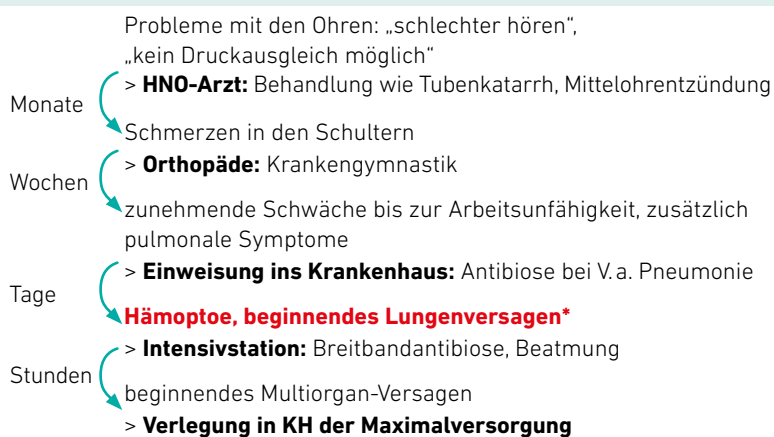 Probleme mit den Ohren: „schlechter hören“,
„kein Druckausgleich möglich“
> HNO-Arzt: Behandlung wie Tubenkatarrh, Mittelohrentzündung
Monate
Schmerzen in den Schultern
> Orthopäde: Krankengymnastik
Wochen
zunehmende Schwäche bis zur Arbeitsunfähigkeit, zusätzlich
pulmonale Symptome
> Einweisung ins Krankenhaus: Antibiose bei V. a. Pneumonie
Tage
Hämoptoe, beginnendes Lungenversagen*
> Intensivstation: Breitbandantibiose, Beatmung
Stunden
beginnendes Multiorgan-Versagen
> Verlegung in KH der Maximalversorgung